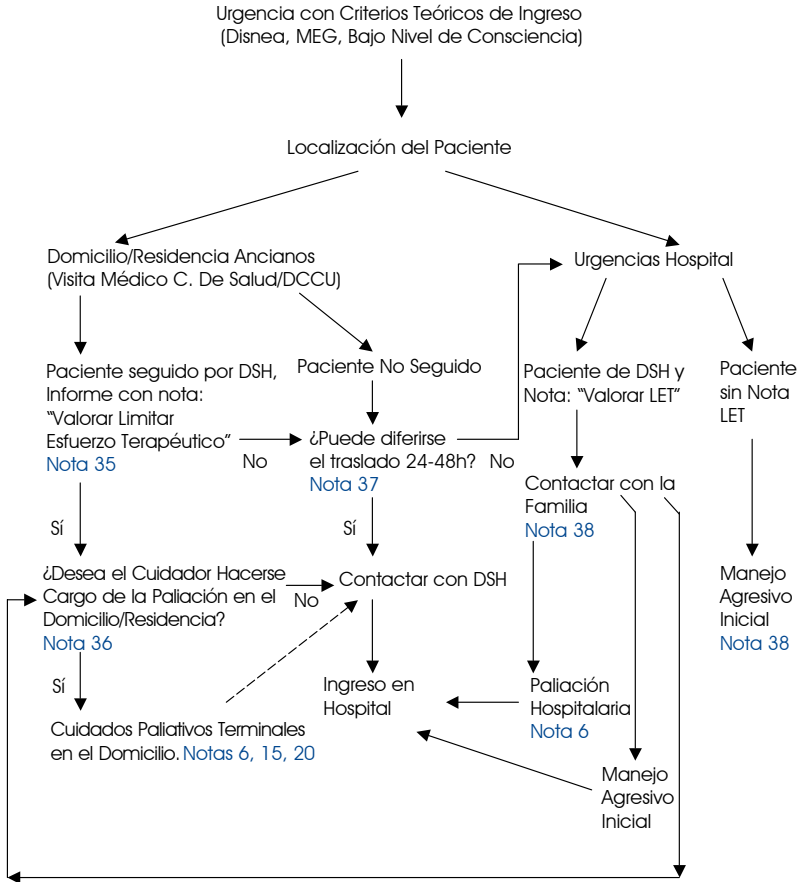 Urgencia con Criterios Teóricos de Ingreso
(Disnea, MEG, Bajo Nivel de Consciencia)
Localización del Paciente
Domicilio/Residencia Ancianos
(Visita Médico C. De Salud/DCCU)
Urgencias Hospital
Paciente seguido por DSH,
Informe con nota:
“Valorar Limitar
Esfuerzo Terapéutico”
Nota 35
No
Sí
Paciente No Seguido
¿Puede diferirse
el traslado 24-48h?
Nota 37
No
Sí
Paciente de DSH y
Nota: “Valorar LET”
Paciente
sin Nota
LET
Contactar con la
Familia
Nota 38
¿Desea el Cuidador Hacerse
Cargo de la Paliación en el
Domicilio/Residencia?
Nota 36
No
Sí
Contactar con DSH
Manejo
Agresivo
Inicial
Nota 38
Ingreso en
Hospital
Paliación
Hospitalaria
Nota 6
Cuidados Paliativos Terminales
en el Domicilio. Notas 6, 15, 20
Manejo
Agresivo
Inicial